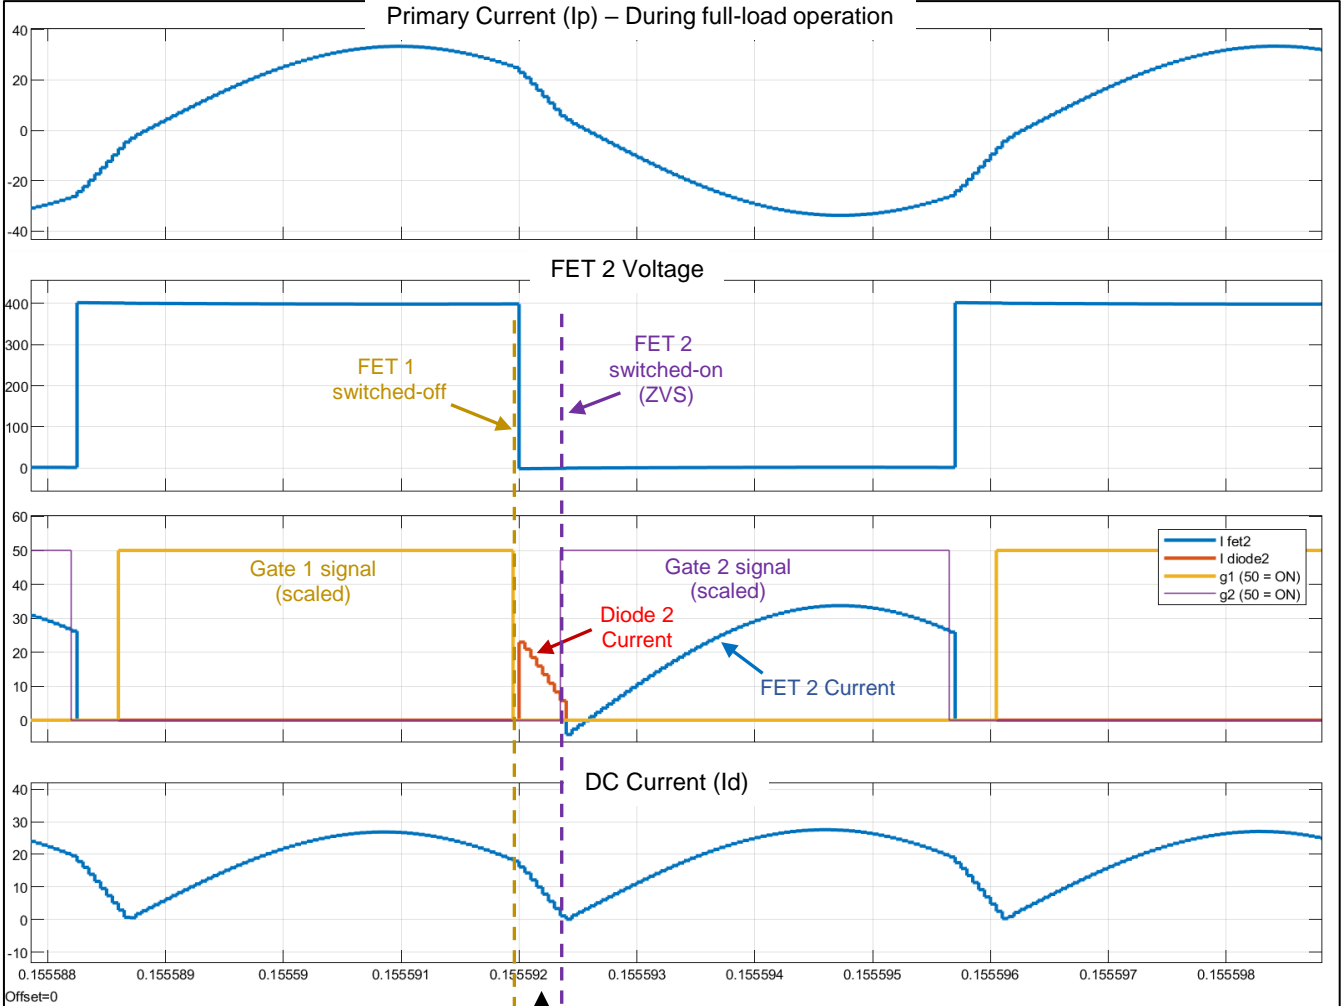 Primary Current (Ip) – During full-load operation
40
20
0
-20
-40
FET 2 Voltage
400
300
200
100
0
FET 1
switched-off
FET 2
switched-on
(ZVS)
60
50
40
30
20
10
0
Gate 1 signal
(scaled)
Gate 2 signal
(scaled)
Diode 2
Current
FET 2 Current
I fet2
I diode2
g1 (50 = ON)
g2 (50 = ON)
DC Current (Id)
40
30
20
10
0
-10
0.155588
0.155589
0.15559
0.155591
0.155592
0.155593
0.155594
0.155595
0.155596
0.155597
0.155598
Offset=0